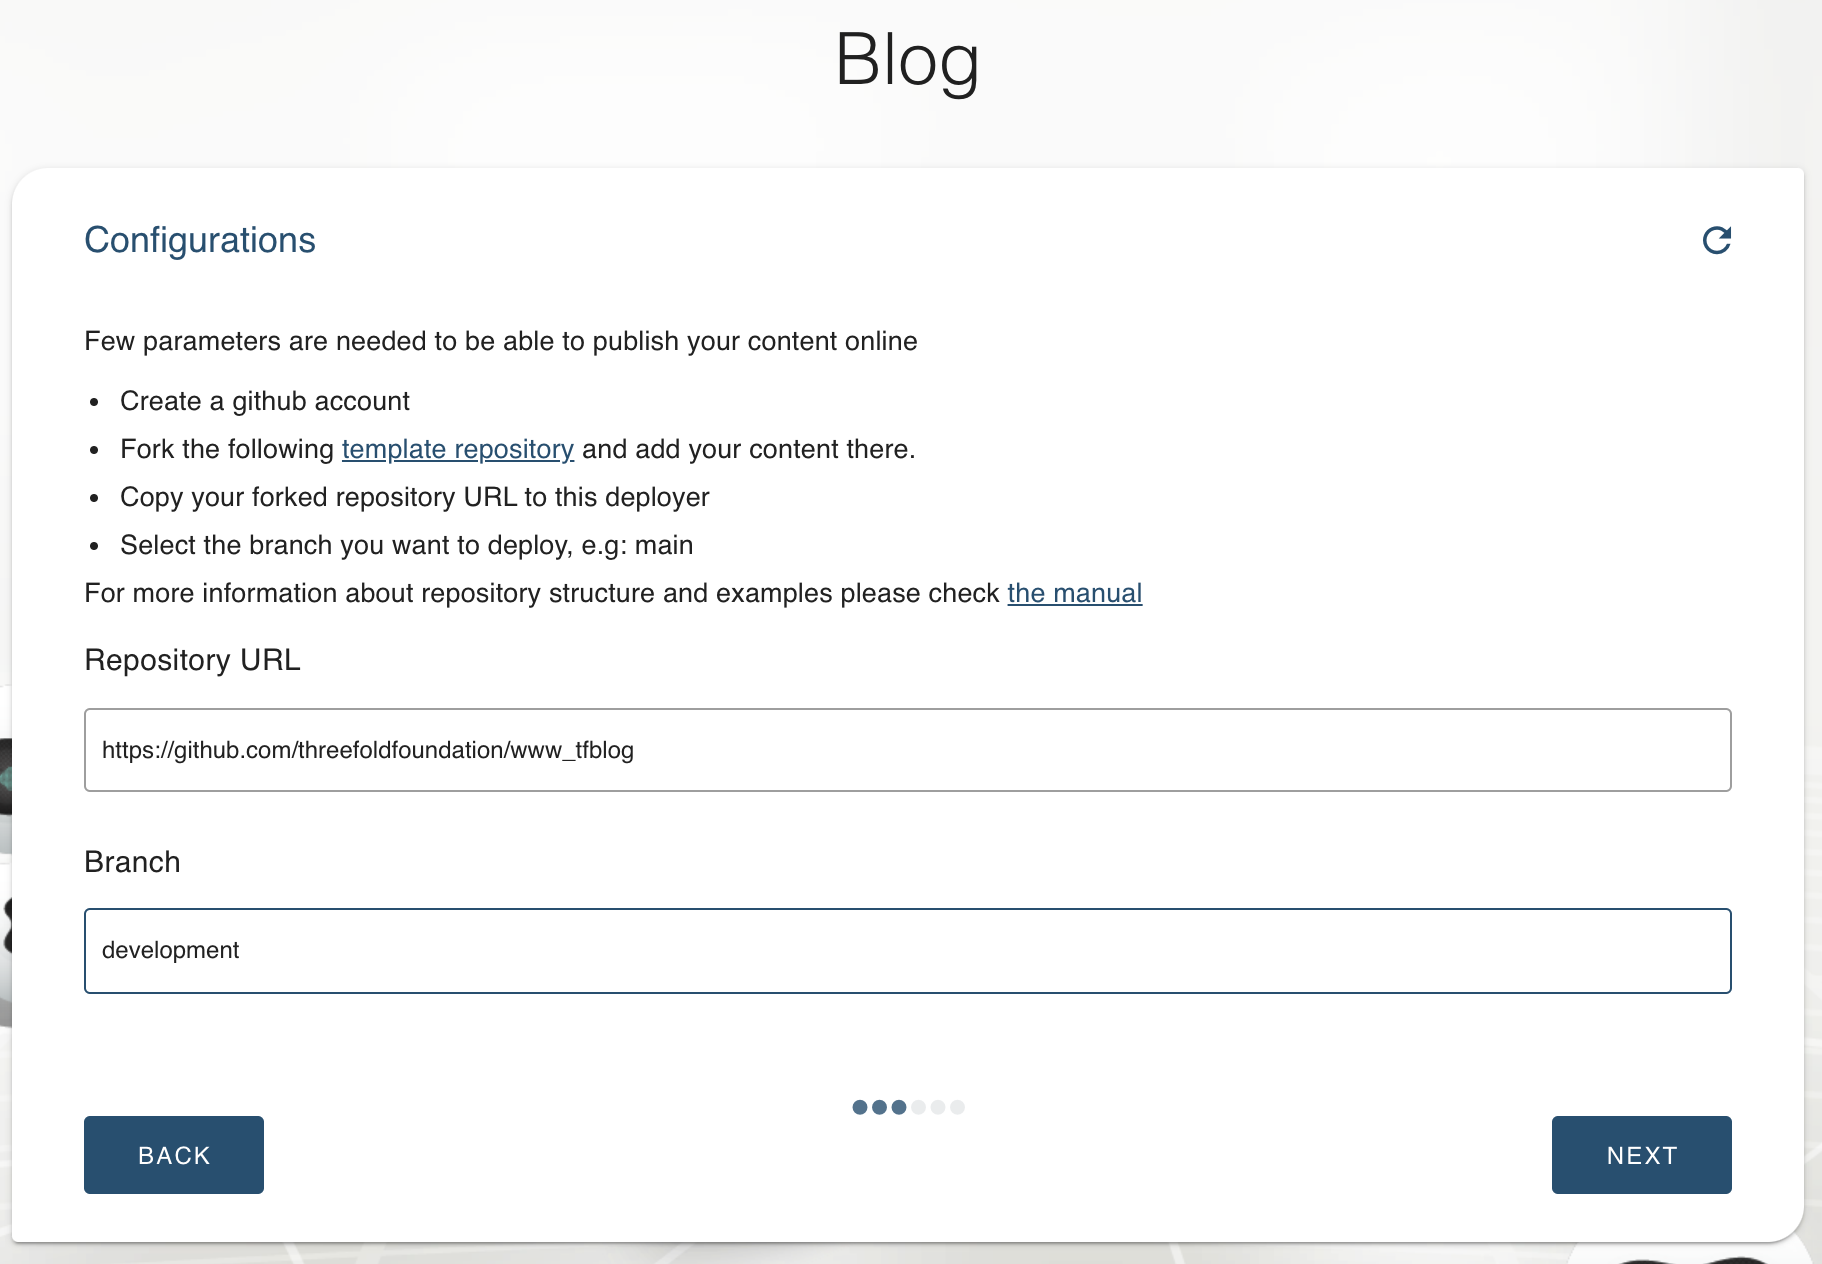 Blog
Configurations
Few parameters are needed to be able to publish your content online
• Create a github account
• Fork the following template repository and add your content there.
• Copy your forked repository URL to this deployer
• Select the branch you want to deploy, e.g: main
For more information about repository structure and examples please check the manual
Repository URL
https://github.com/threefoldfoundation/www_tfblog
Branch
development
BACK
NEXT